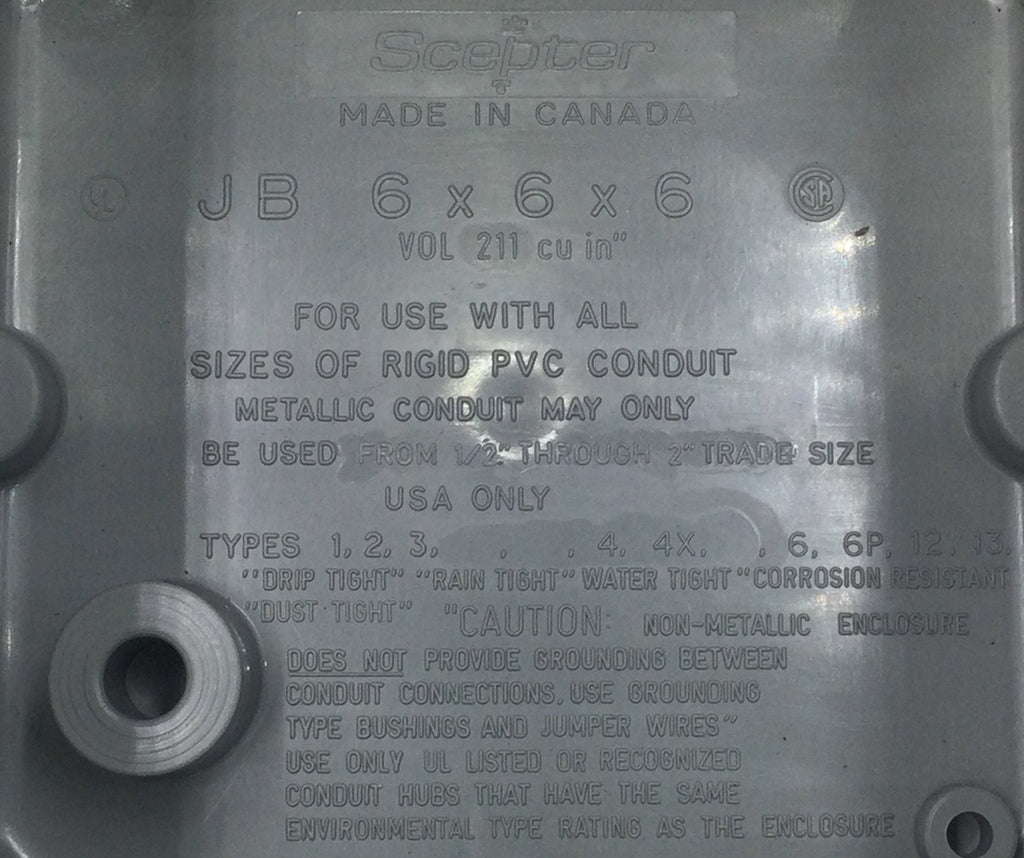 Scepter
MADE IN CANADA
UL JB 6 x 6 x 6 CSA
VOL 211 cu in"
FOR USE WITH ALL
SIZES OF RIGID PVC CONDUIT
METALLIC CONDUIT MAY ONLY
BE USED FROM 1/2" THROUGH 2" TRADE SIZE
USA ONLY
TYPES 1, 2, 3, , , 4, 4X, , 6, 6P, 12, 13,
"DRIP TIGHT" "RAIN TIGHT" WATER TIGHT "CORROSION RESISTANT
"DUST TIGHT" "CAUTION: NON-METALLIC ENCLOSURE
DOES NOT PROVIDE GROUNDING BETWEEN
CONDUIT CONNECTIONS, USE GROUNDING
TYPE BUSHINGS AND JUMPER WIRES"
USE ONLY UL LISTED OR RECOGNIZED
CONDUIT HUBS THAT HAVE THE SAME
ENVIRONMENTAL TYPE RATING AS THE ENCLOSURE